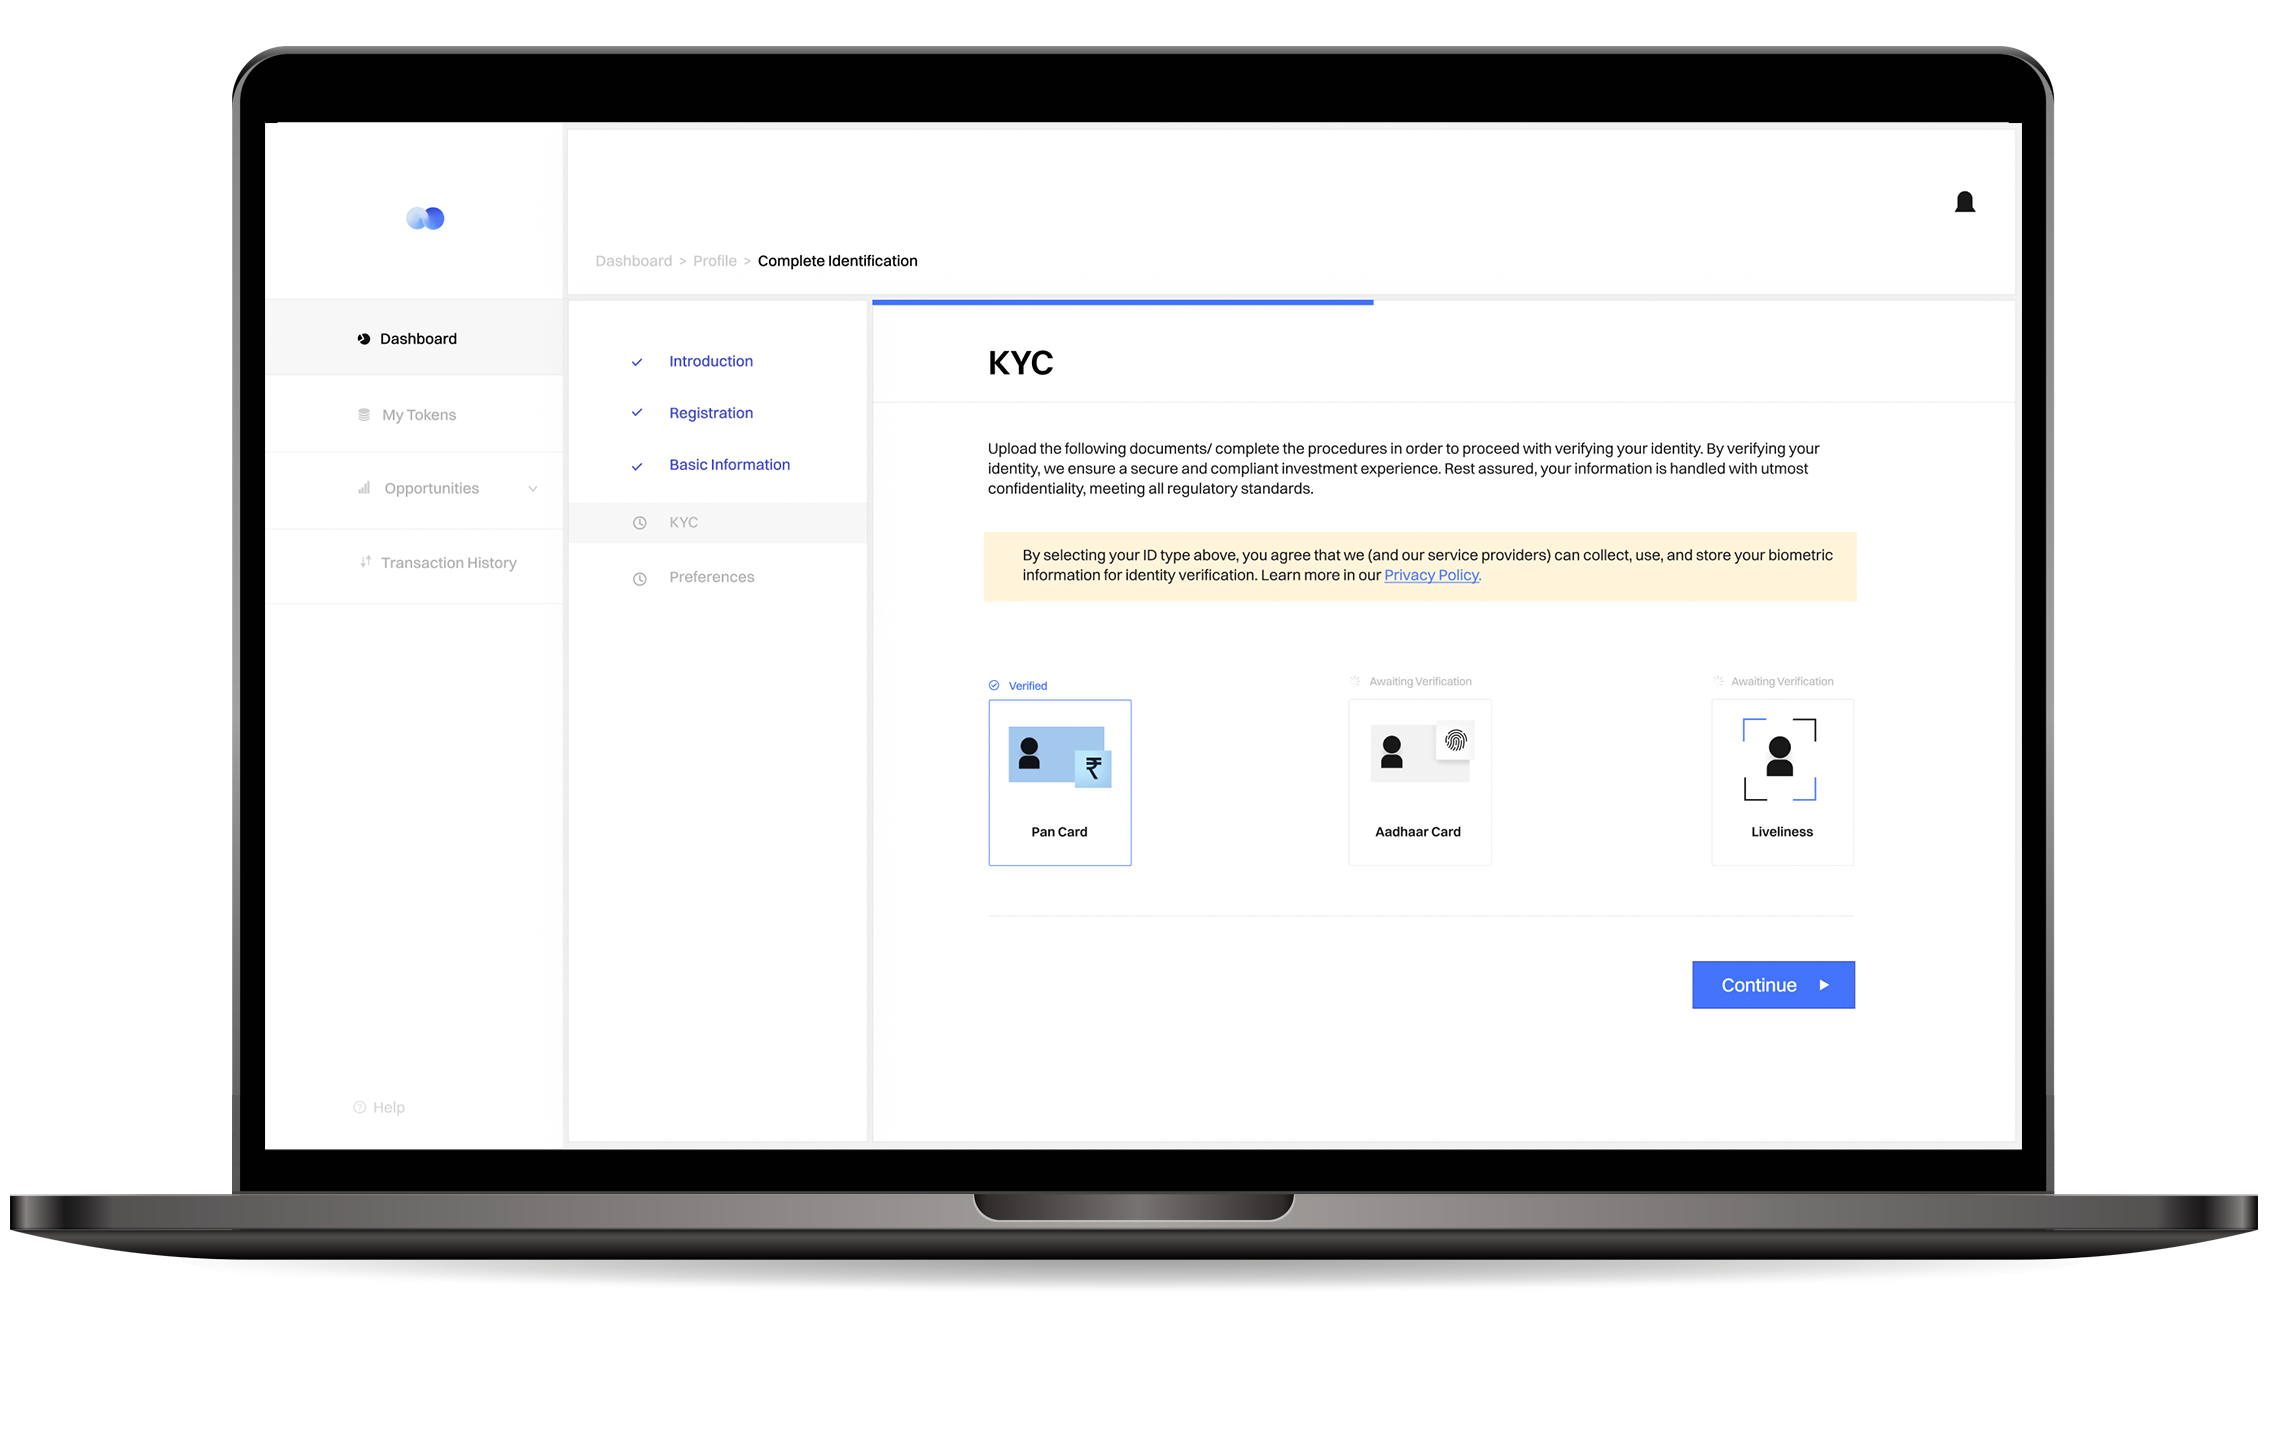 Dashboard > Profile > Complete Identification
Dashboard
My Tokens
Opportunities
Transaction History
Help
Introduction
Registration
Basic Information
KYC
Preferences
KYC
Upload the following documents/ complete the procedures in order to proceed with verifying your identity. By verifying your
identity, we ensure a secure and compliant investment experience. Rest assured, your information is handled with utmost
confidentiality, meeting all regulatory standards.
By selecting your ID type above, you agree that we (and our service providers) can collect, use, and store your biometric
information for identity verification. Learn more in our Privacy Policy.
Verified
₹
Pan Card
Awaiting Verification
Aadhaar Card
Awaiting Verification
Liveliness
Continue